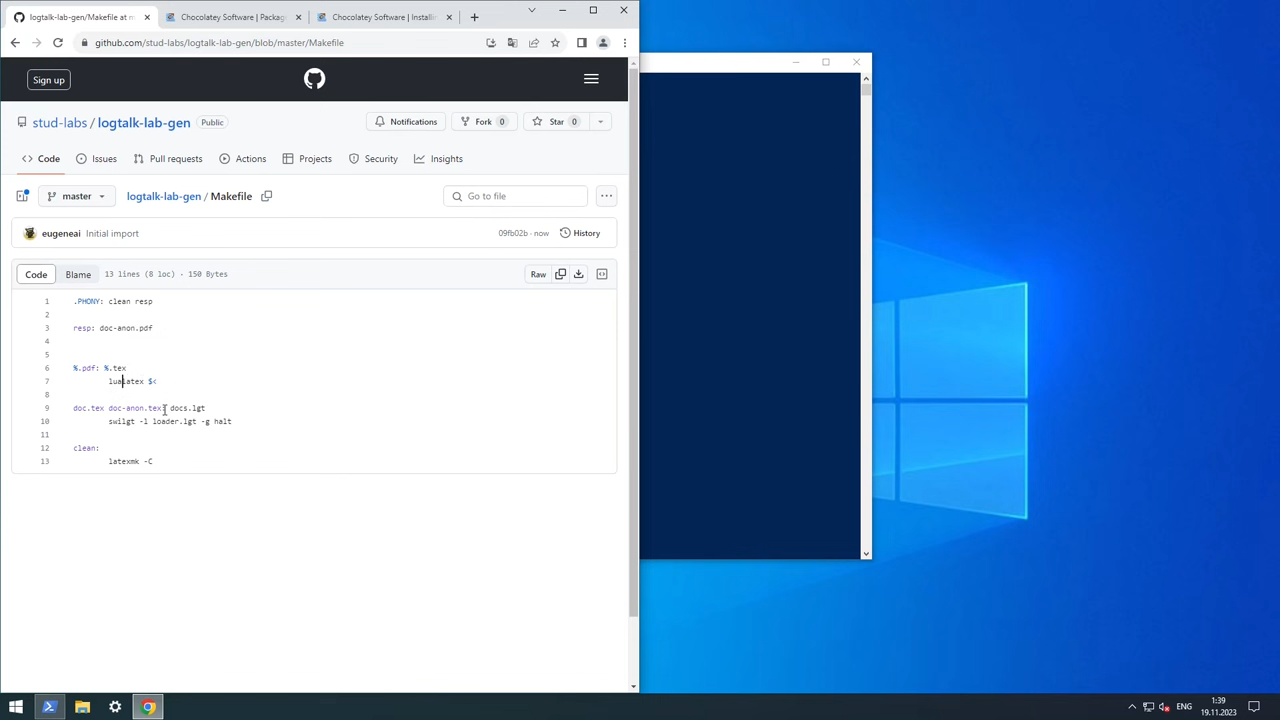 logtalk-lab-gen/Makefile at m
Chocolatey Software | Package
Chocolatey Software | Installin
github.com/stud-labs/logtalk-lab-gen/blob/master/Makefile
Sign up
stud-labs / logtalk-lab-gen Public
Notifications
Fork 0
Star 0
Code
Issues
Pull requests
Actions
Projects
Security
Insights
master
logtalk-lab-gen / Makefile
Go to file
eugeneai Initial import
09fb02b · now
History
Code
Blame
13 lines (8 loc) · 150 Bytes
Raw
1 .PHONY: clean resp
2
3 resp: doc-anon.pdf
4
5
6 %.pdf: %.tex
7 lualatex $<
8
9 doc.tex doc-anon.tex: docs.lgt
10 swilgt -l loader.lgt -g halt
11
12 clean:
13 latexmk -C
ENG
1:39
19.11.2023